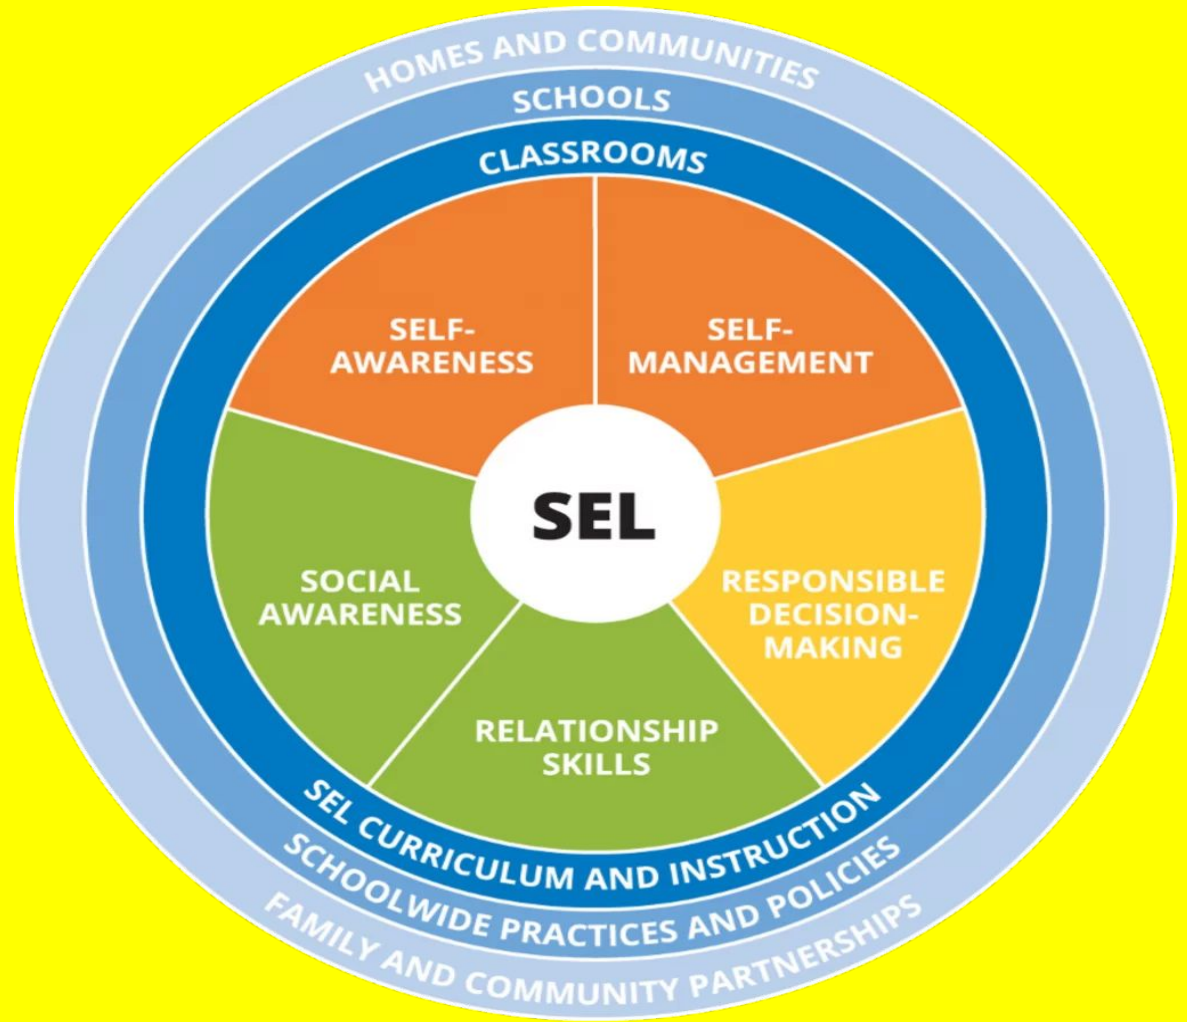 HOMES AND COMMUNITIES
SCHOOLS
CLASSROOMS
SELF-
AWARENESS
SELF-
MANAGEMENT
SEL
SOCIAL
AWARENESS
RESPONSIBLE
DECISION-
MAKING
RELATIONSHIP
SKILLS
SEL CURRICULUM AND INSTRUCTION
SCHOOLWIDE PRACTICES AND POLICIES
FAMILY AND COMMUNITY PARTNERSHIPS